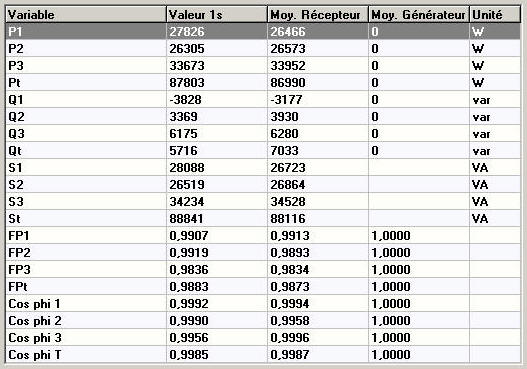 Variable Valeur 1s Moy. Récepteur Moy. Générateur Unité
P1 27826 26466 0 W
P2 26305 26573 0 W
P3 33673 33952 0 W
Pt 87803 86990 0 W
Q1 -3828 -3177 0 var
Q2 3369 3930 0 var
Q3 6175 6280 0 var
Qt 5716 7033 0 var
S1 28088 26723 VA
S2 26519 26864 VA
S3 34234 34528 VA
St 88841 88116 VA
FP1 0,9907 0,9913 1,0000
FP2 0,9919 0,9893 1,0000
FP3 0,9836 0,9834 1,0000
FPt 0,9883 0,9873 1,0000
Cos phi 1 0,9992 0,9994 1,0000
Cos phi 2 0,9990 0,9958 1,0000
Cos phi 3 0,9956 0,9996 1,0000
Cos phi T 0,9985 0,9987 1,0000